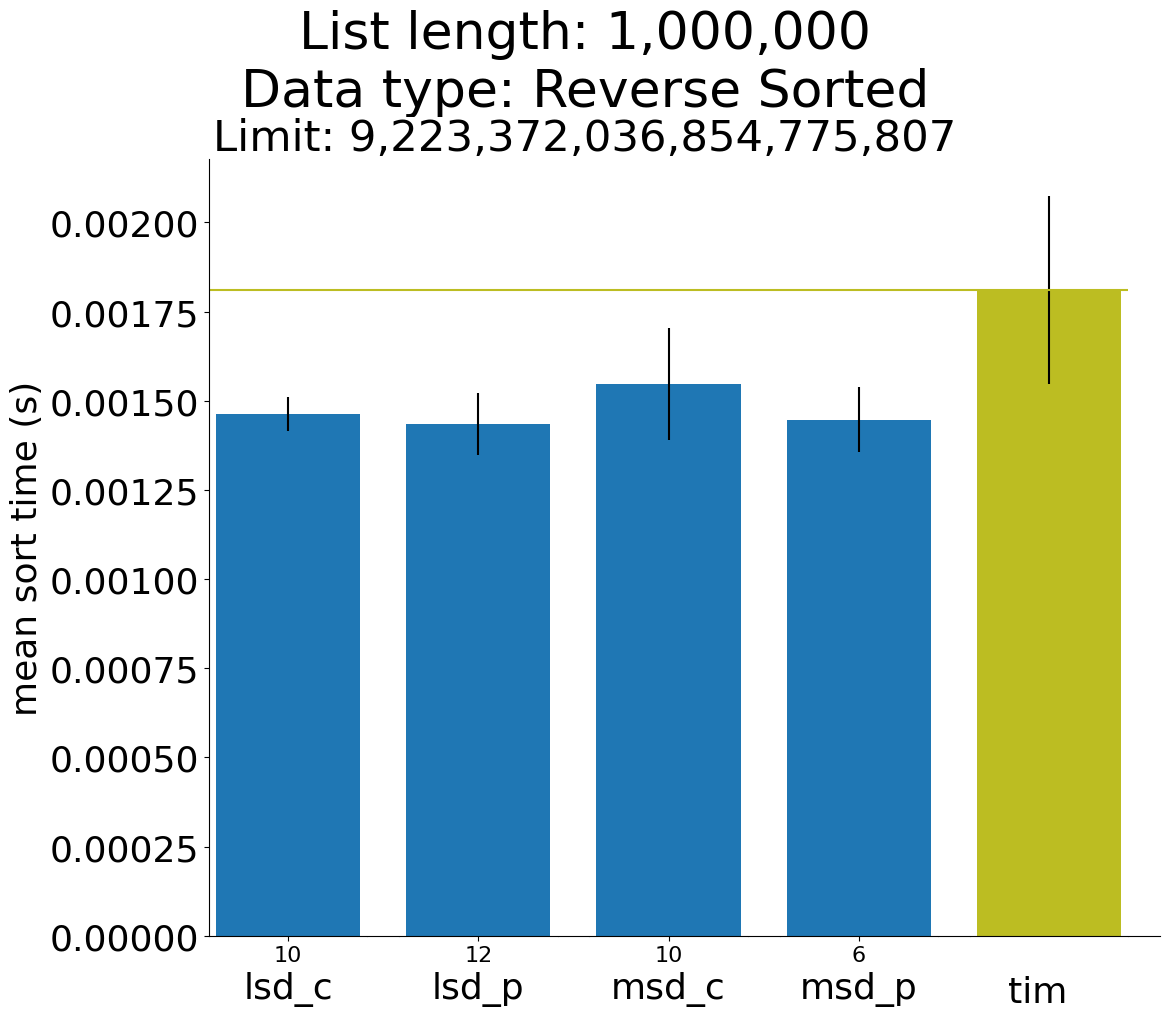 List length: 1,000,000
Data type: Reverse Sorted
Limit: 9,223,372,036,854,775,807
mean sort time (s)
0.00200
0.00175
0.00150
0.00125
0.00100
0.00075
0.00050
0.00025
0.00000
10 12 10 6
lsd_c lsd_p msd_c msd_p tim